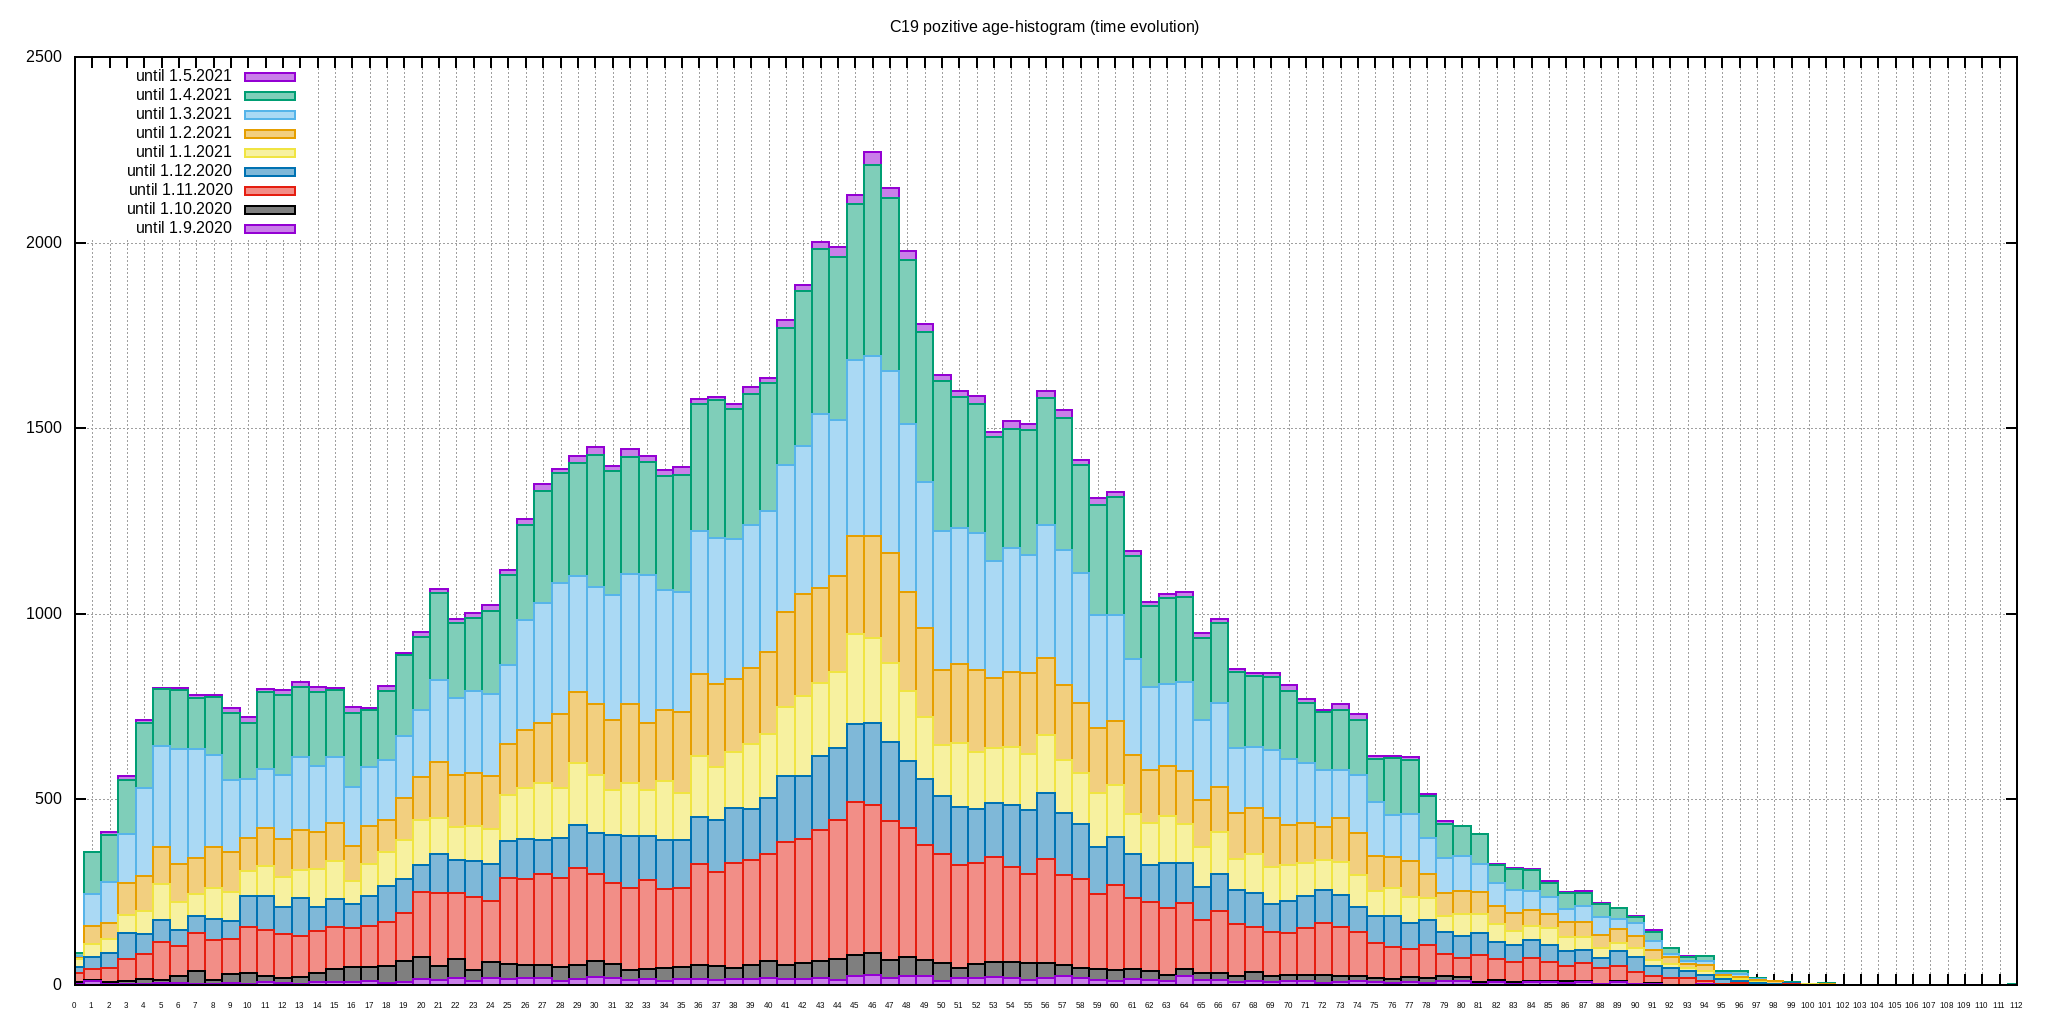 C19 pozitive age-histogram (time evolution)
2500
until 1.5.2021
until 1.4.2021
until 1.3.2021
until 1.2.2021
until 1.1.2021
until 1.12.2020
until 1.11.2020
until 1.10.2020
until 1.9.2020
2000
1500
1000
500
0
0 1 2 3 4 5 6 7 8 9 10 11 12 13 14 15 16 17 18 19 20 21 22 23 24 25 26 27 28 29 30 31 32 33 34 35 36 37 38 39 40 41 42 43 44 45 46 47 48 49 50 51 52 53 54 55 56 57 58 59 60 61 62 63 64 65 66 67 68 69 70 71 72 73 74 75 76 77 78 79 80 81 82 83 84 85 86 87 88 89 90 91 92 93 94 95 96 97 98 99 100 101 102 103 104 105 106 107 108 109 110 111 112